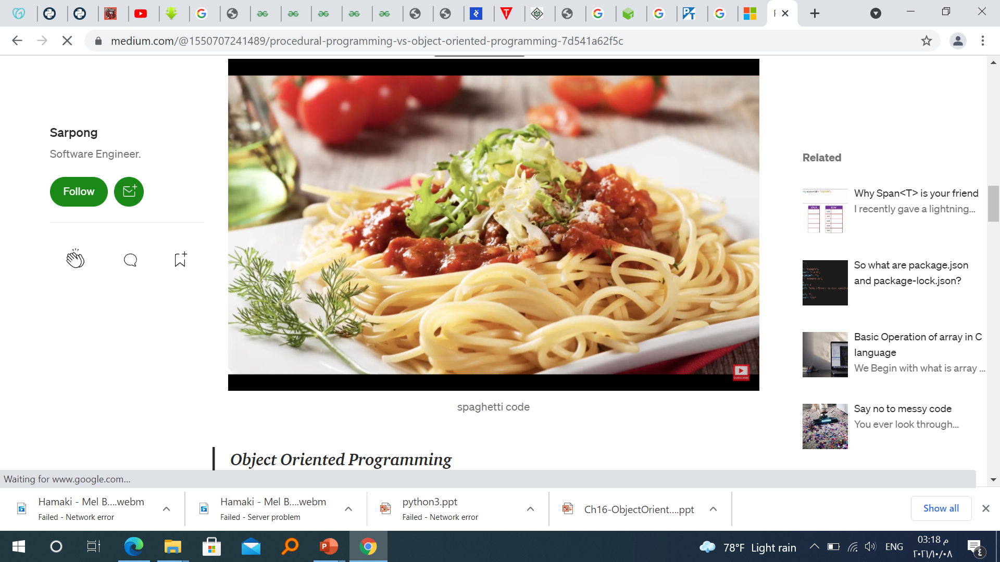 medium.com/@1550707241489/procedural-programming-vs-object-oriented-programming-7d541a62f5c
Sarpong
Software Engineer.
Follow
SUBSCRIBE
spaghetti code
Object Oriented Programming
Related
Why Span<T> is your friend
I recently gave a lightning...
So what are package.json
and package-lock.json?
Basic Operation of array in C
language
We Begin with what is array ...
Say no to messy code
You ever look through...
Waiting for www.google.com...
Hamaki - Mel B....webm
Failed - Network error
Hamaki - Mel B....webm
Failed - Server problem
python3.ppt
Failed - Network error
Ch16-ObjectOrient....ppt
Show all
78°F Light rain
ENG
03:18 م
٢٠٢١/١٠/٠٨
٤